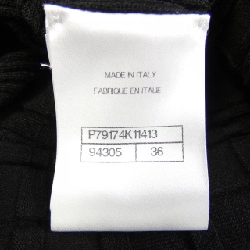 MADE IN ITALY
FABRIQUE EN ITALIE
P79174K11413
94305 36